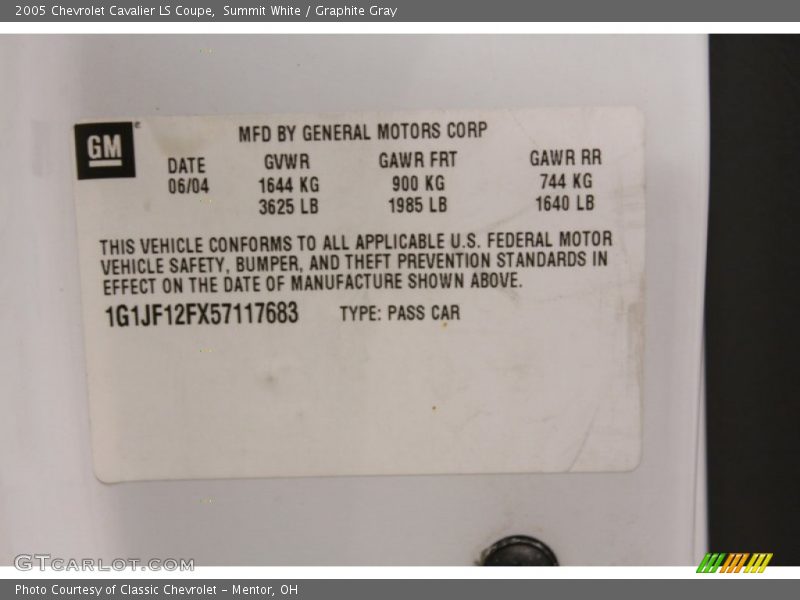 2005 Chevrolet Cavalier LS Coupe,  Summit White / Graphite Gray
GM
MFD BY GENERAL MOTORS CORP
DATE GVWR GAWR FRT GAWR RR
06/04 1644 KG 900 KG 744 KG
3625 LB 1985 LB 1640 LB
THIS VEHICLE CONFORMS TO ALL APPLICABLE U.S. FEDERAL MOTOR
VEHICLE SAFETY, BUMPER, AND THEFT PREVENTION STANDARDS IN
EFFECT ON THE DATE OF MANUFACTURE SHOWN ABOVE.
1G1JF12FX57117683 TYPE: PASS CAR
GTCARLOT.COM
Photo Courtesy of Classic Chevrolet - Mentor, OH